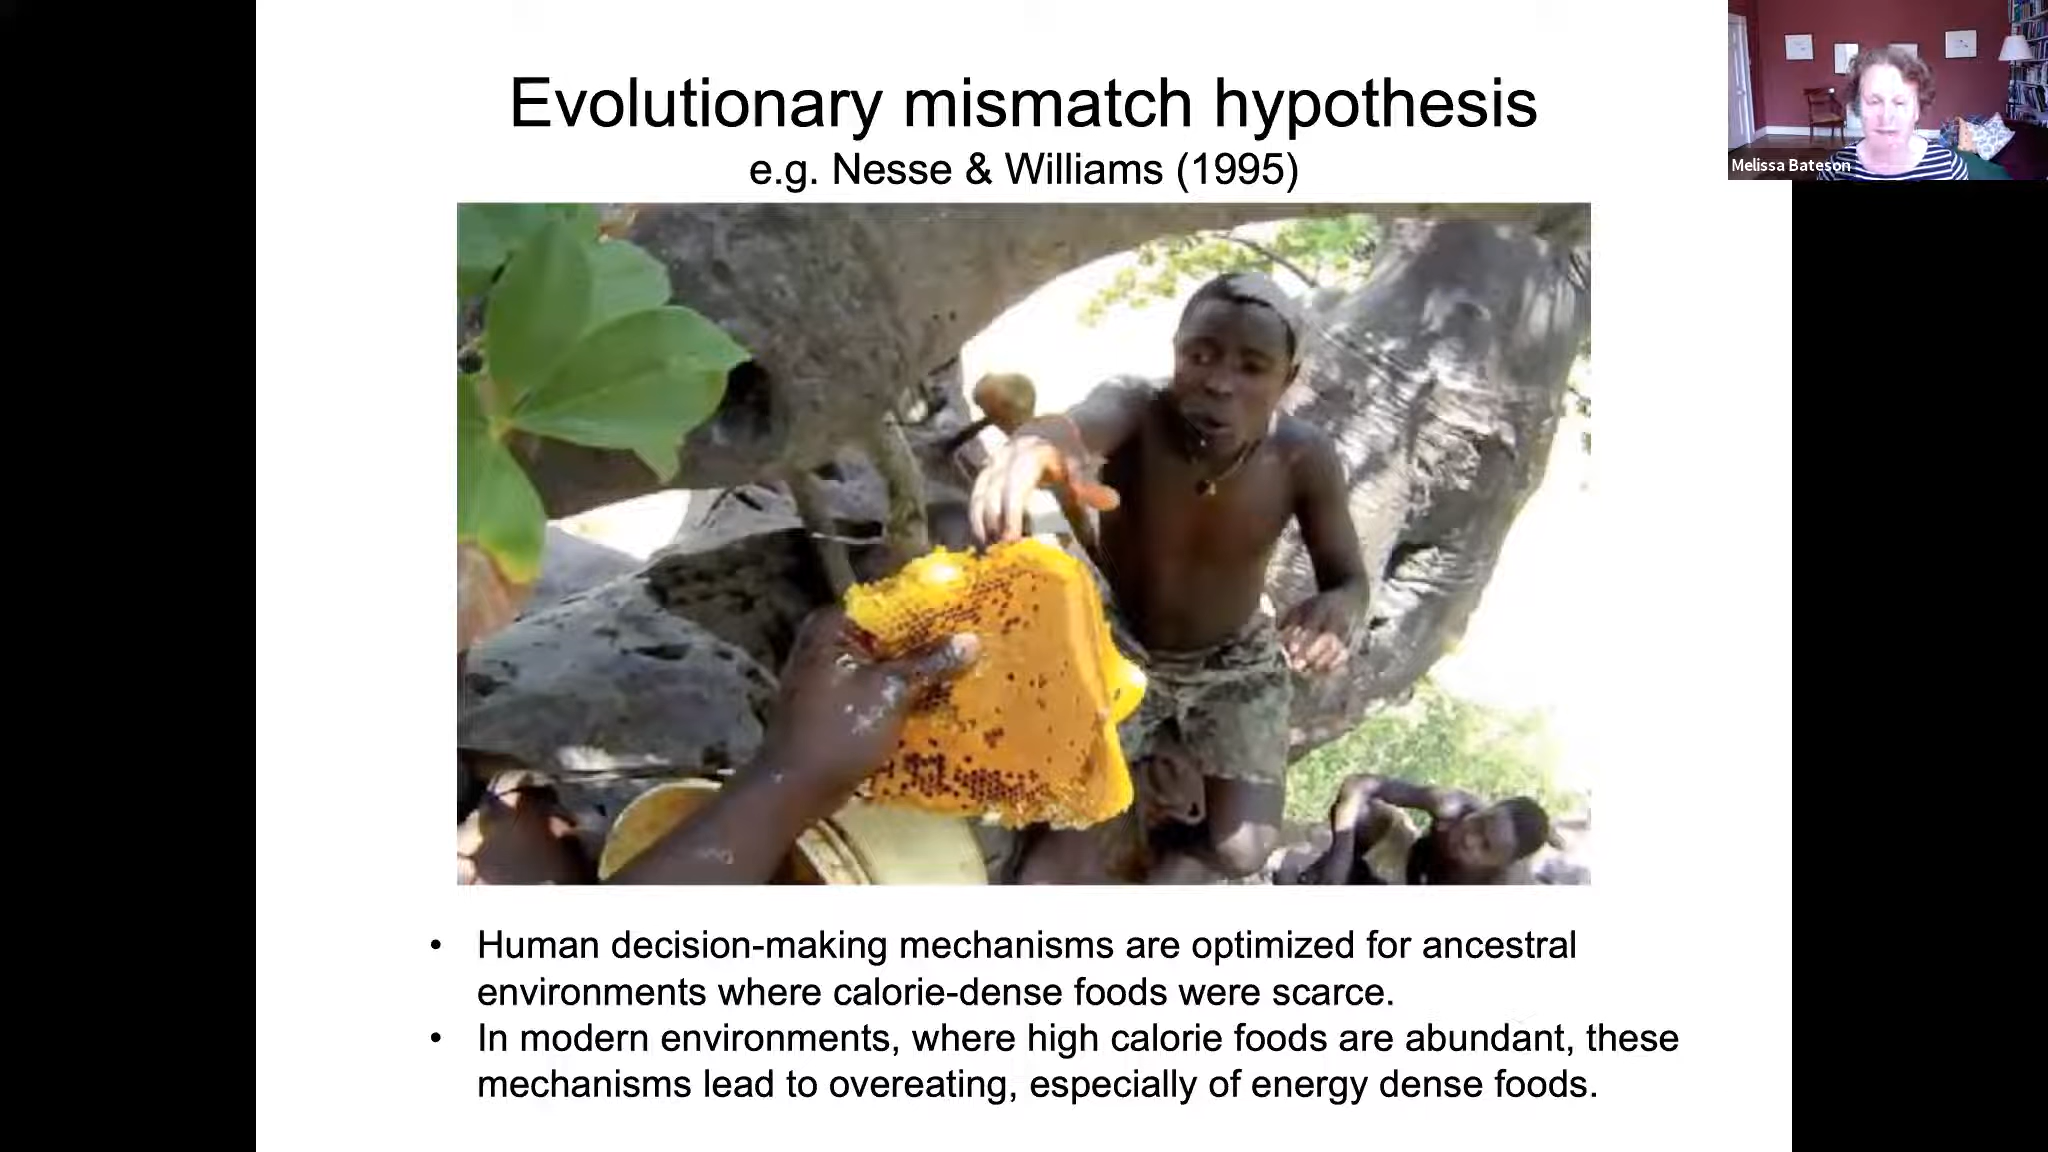 Evolutionary mismatch hypothesis
e.g. Nesse & Williams (1995)
Melissa Bateson
• Human decision-making mechanisms are optimized for ancestral
environments where calorie-dense foods were scarce.
• In modern environments, where high calorie foods are abundant, these
mechanisms lead to overeating, especially of energy dense foods.